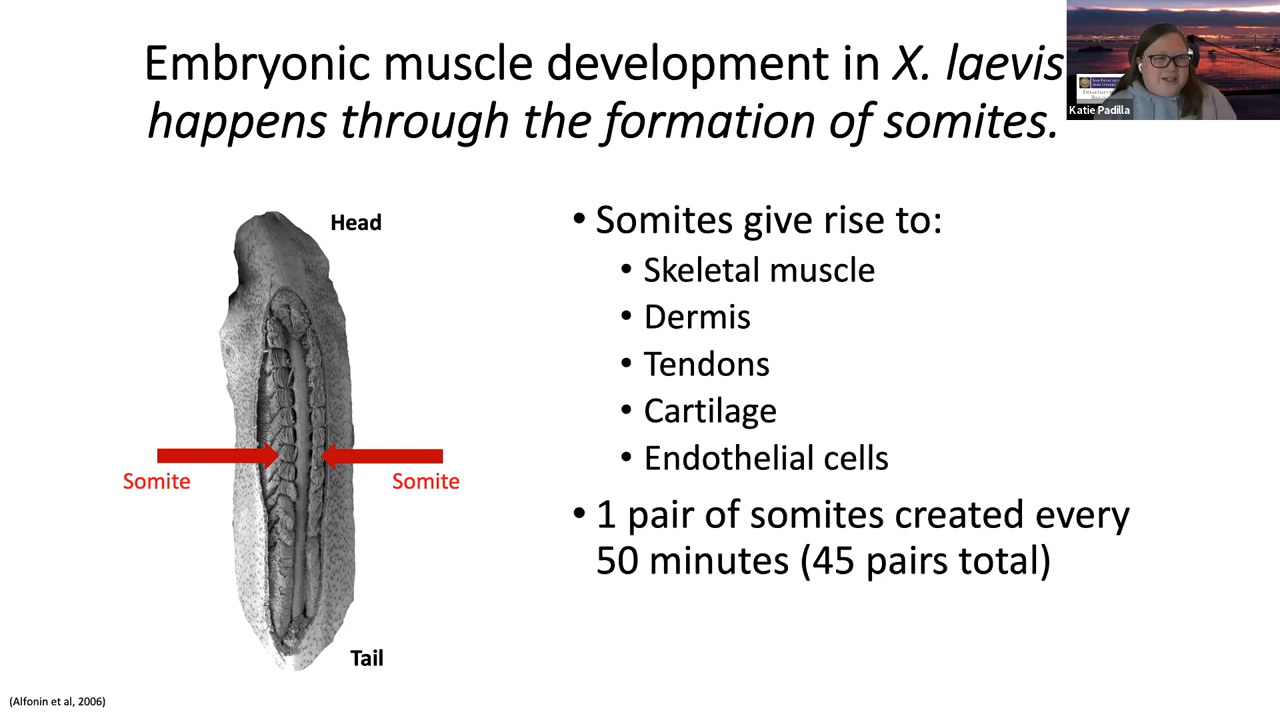 Embryonic muscle development in X. laevis
happens through the formation of somites.
Katie Padilla
Head
Somite
Somite
Tail
• Somites give rise to:
• Skeletal muscle
• Dermis
• Tendons
• Cartilage
• Endothelial cells
• 1 pair of somites created every
50 minutes (45 pairs total)
(Alfonin et al, 2006)